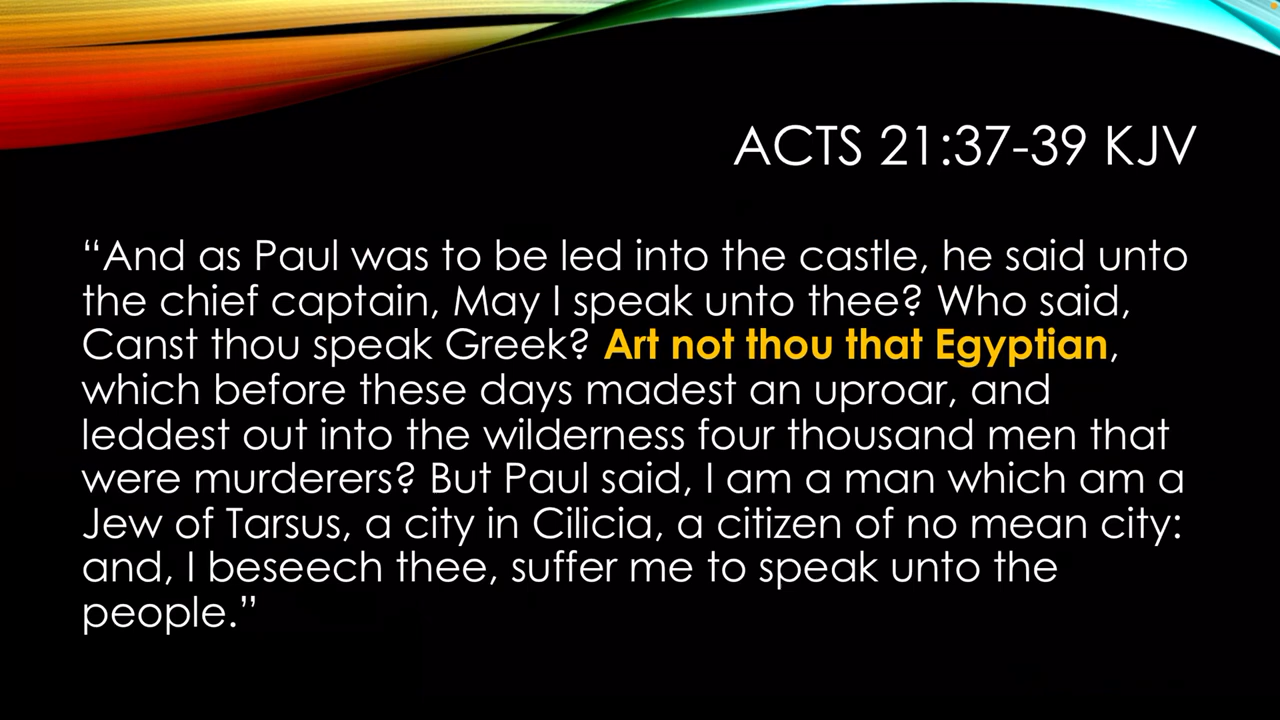 ACTS 21:37-39 KJV
“And as Paul was to be led into the castle, he said unto
the chief captain, May I speak unto thee? Who said,
Canst thou speak Greek? Art not thou that Egyptian,
which before these days madest an uproar, and
leddest out into the wilderness four thousand men that
were murderers? But Paul said, I am a man which am a
Jew of Tarsus, a city in Cilicia, a citizen of no mean city:
and, I beseech thee, suffer me to speak unto the
people.”